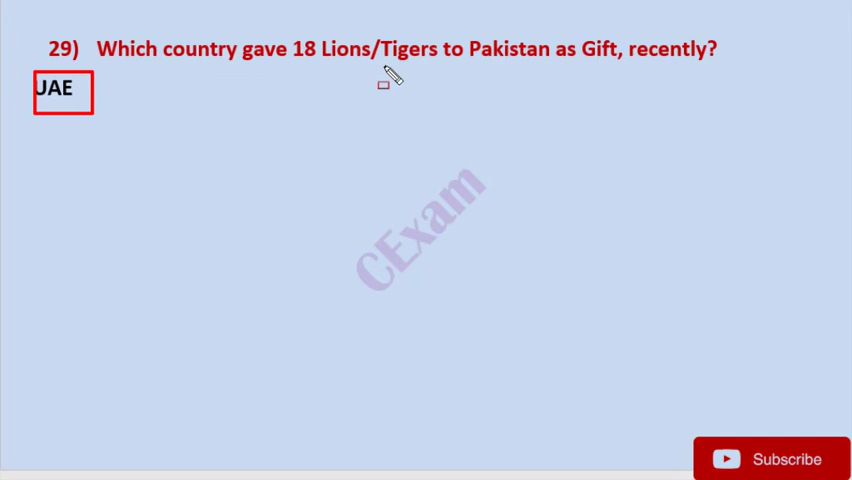 29) Which country gave 18 Lions/Tigers to Pakistan as Gift, recently?
UAE
CExam
Subscribe